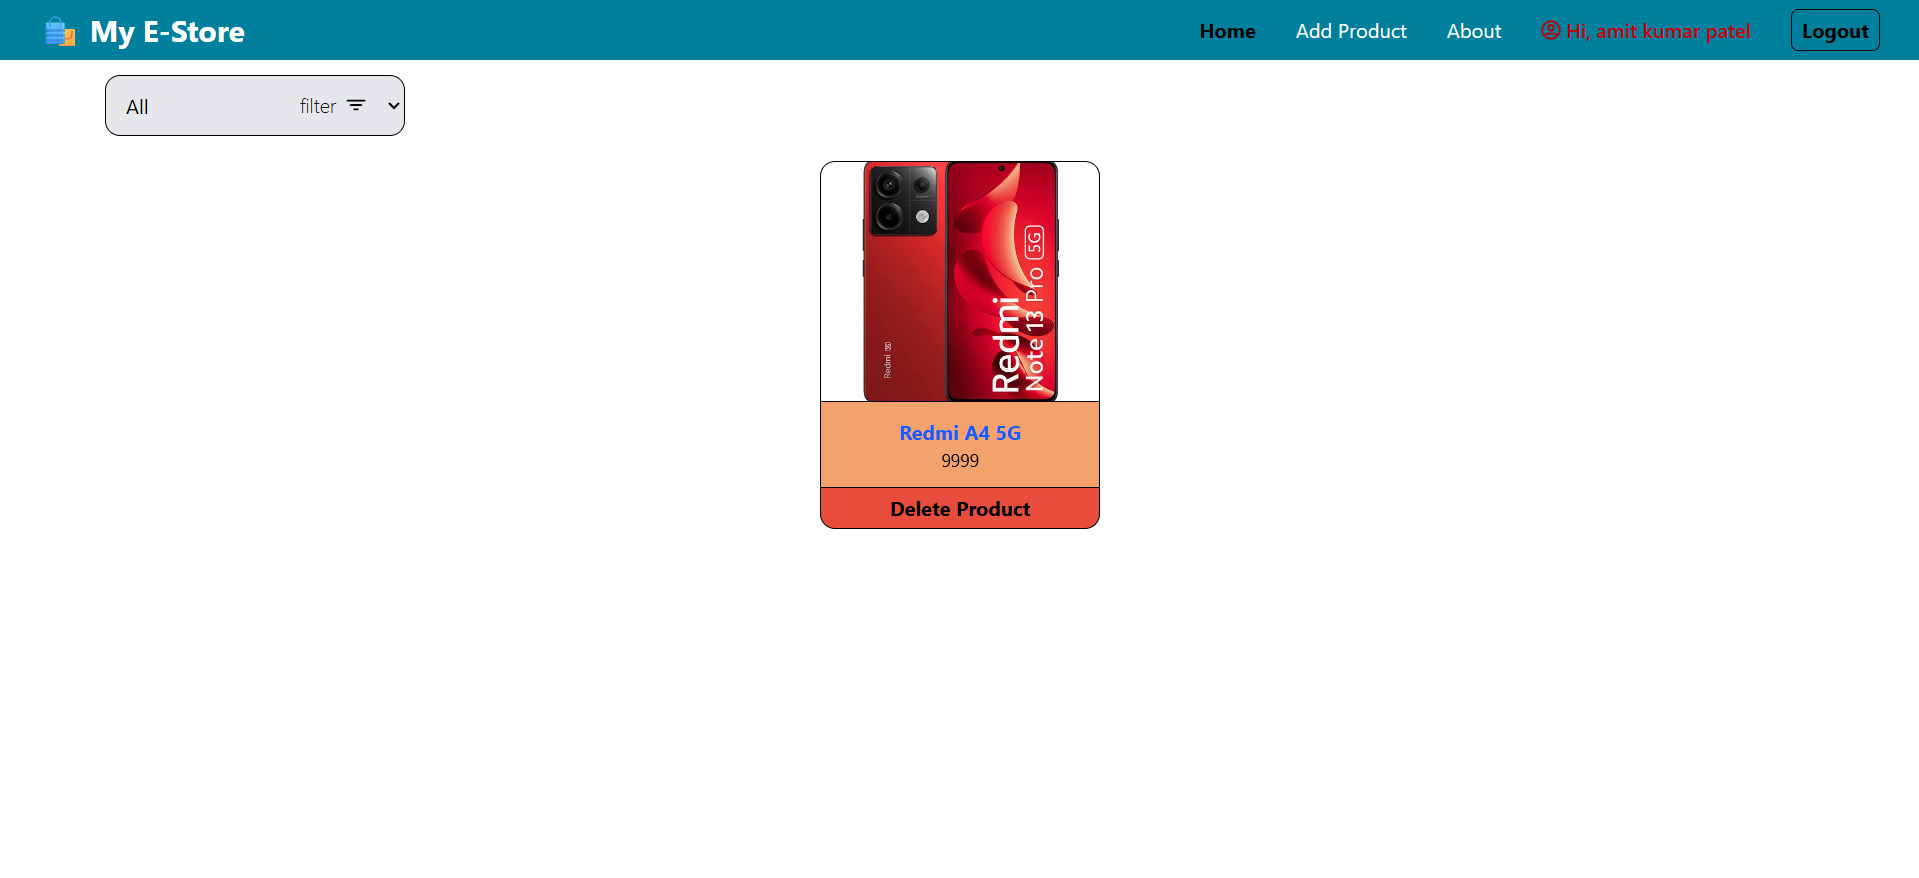 My E-Store
Home
Add Product
About
Hi, amit kumar patel
Logout
All
filter
Redmi
Note 13 Pro 5G
Redmi 5G
Redmi A4 5G
9999
Delete Product